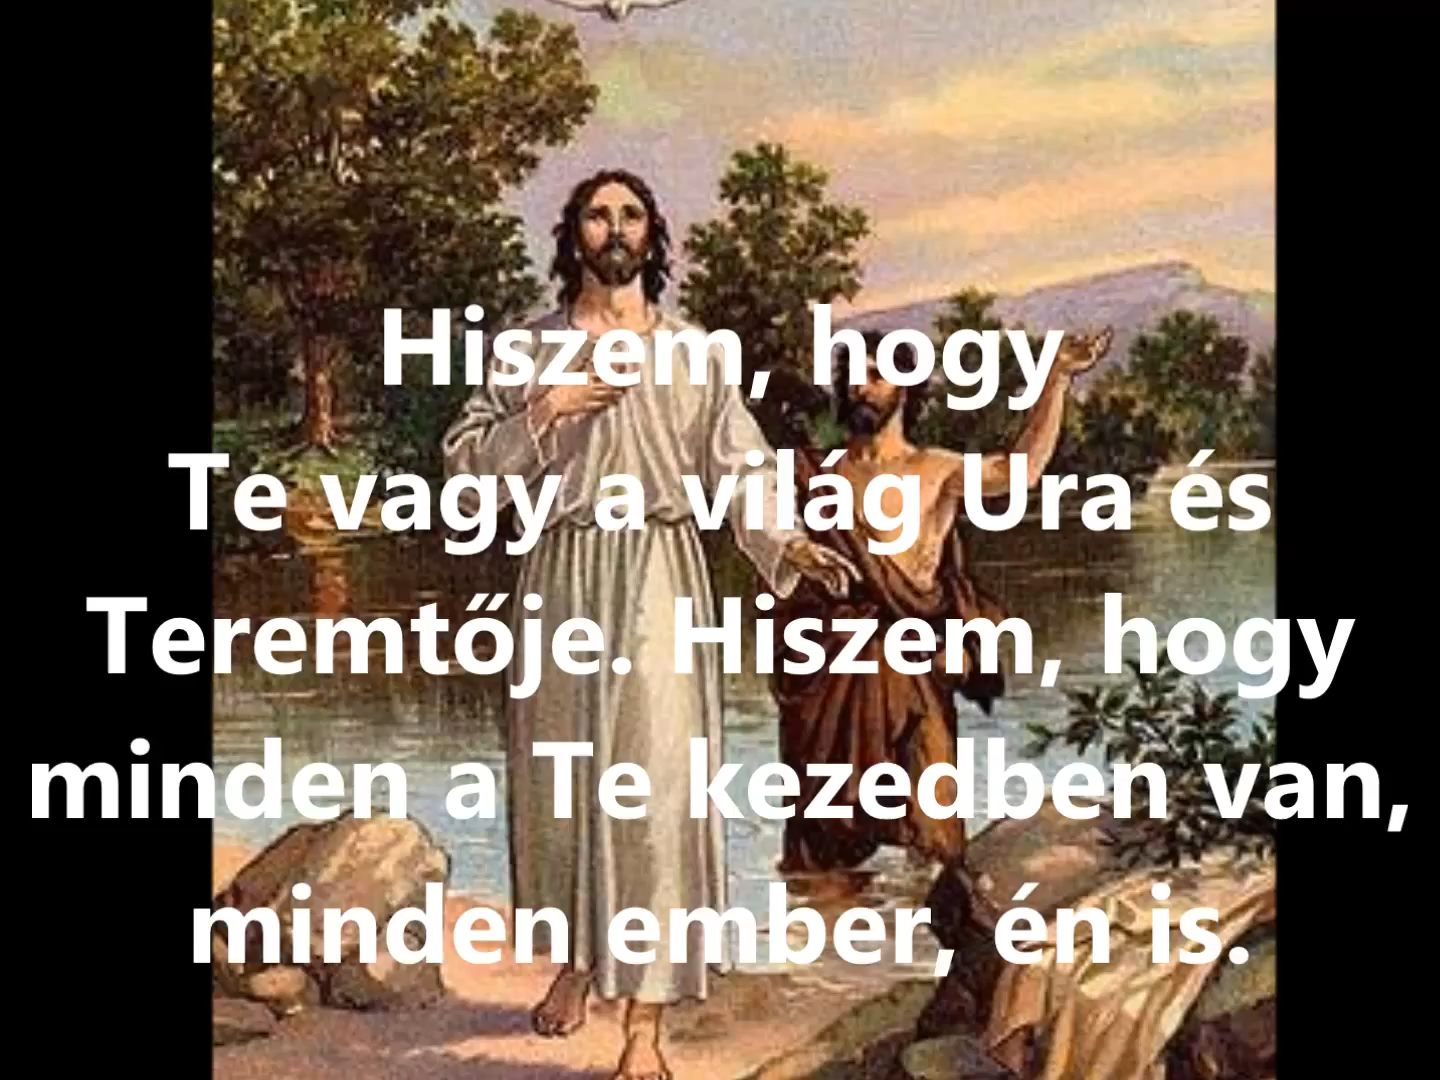 Hiszem, hogy
Te vagy a világ Ura és
Teremtője. Hiszem, hogy
minden a Te kezedben van,
minden ember, én is.